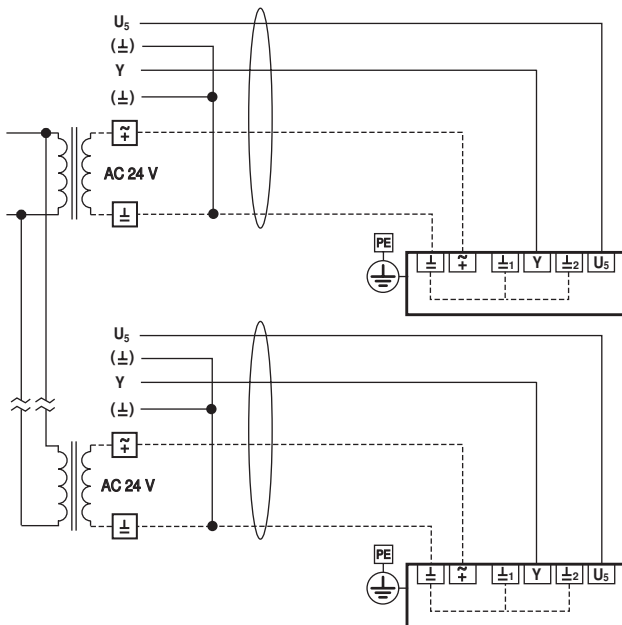 U5
(⊥)
Y
(⊥)
~
+
AC 24 V
⊥
PE
⊥ ~+ ⊥1 Y ⊥2 U5
U5
(⊥)
Y
(⊥)
~
+
AC 24 V
⊥
PE
⊥ ~+ ⊥1 Y ⊥2 U5